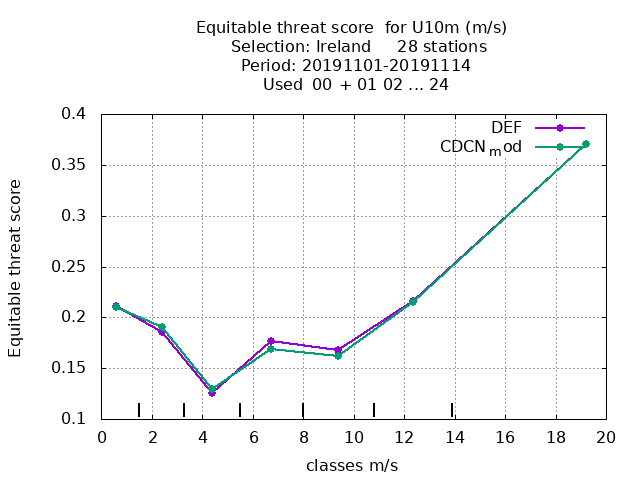 Equitable threat score  for U10m (m/s)
Selection: Ireland     28 stations
Period: 20191101-20191114
Used  00 + 01 02 ... 24
0.4
DEF
CDCNmod
0.35
0.3
0.25
0.2
0.15
0.1
Equitable threat score
0 2 4 6 8 10 12 14 16 18 20
classes m/s